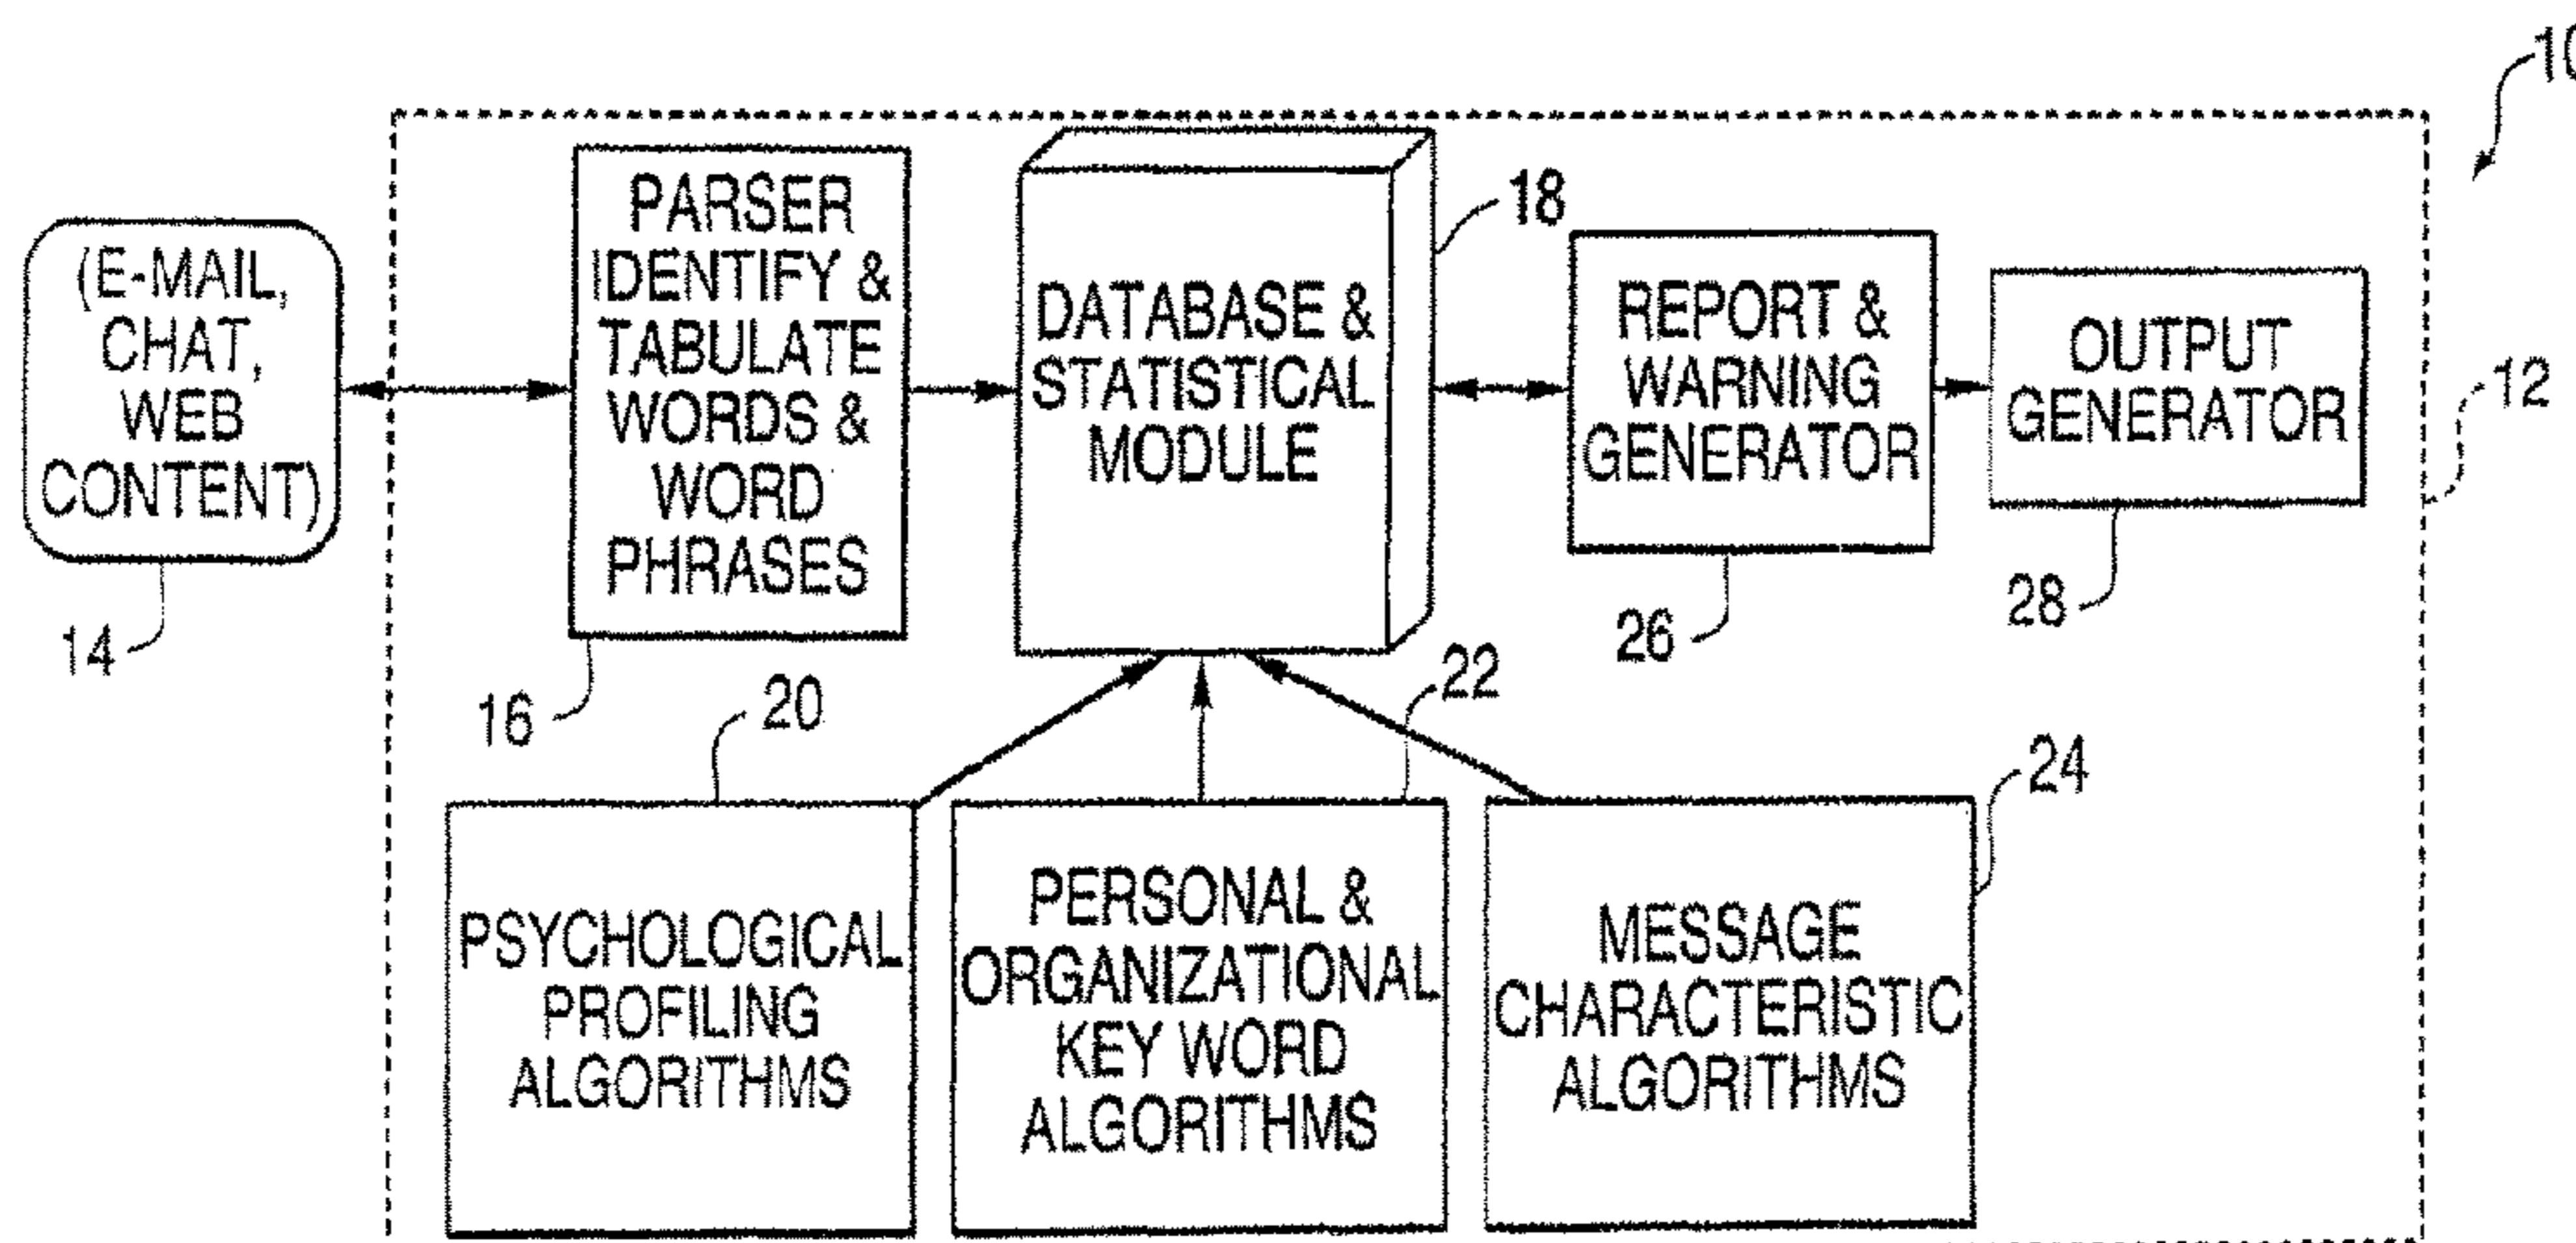 10
(E-MAIL,
CHAT,
WEB
CONTENT)
14
PARSER
IDENTIFY &
TABULATE
WORDS &
WORD
PHRASES
16
DATABASE &
STATISTICAL
MODULE
18
REPORT &
WARNING
GENERATOR
26
OUTPUT
GENERATOR
28
12
20
PSYCHOLOGICAL
PROFILING
ALGORITHMS
22
PERSONAL &
ORGANIZATIONAL
KEY WORD
ALGORITHMS
24
MESSAGE
CHARACTERISTIC
ALGORITHMS